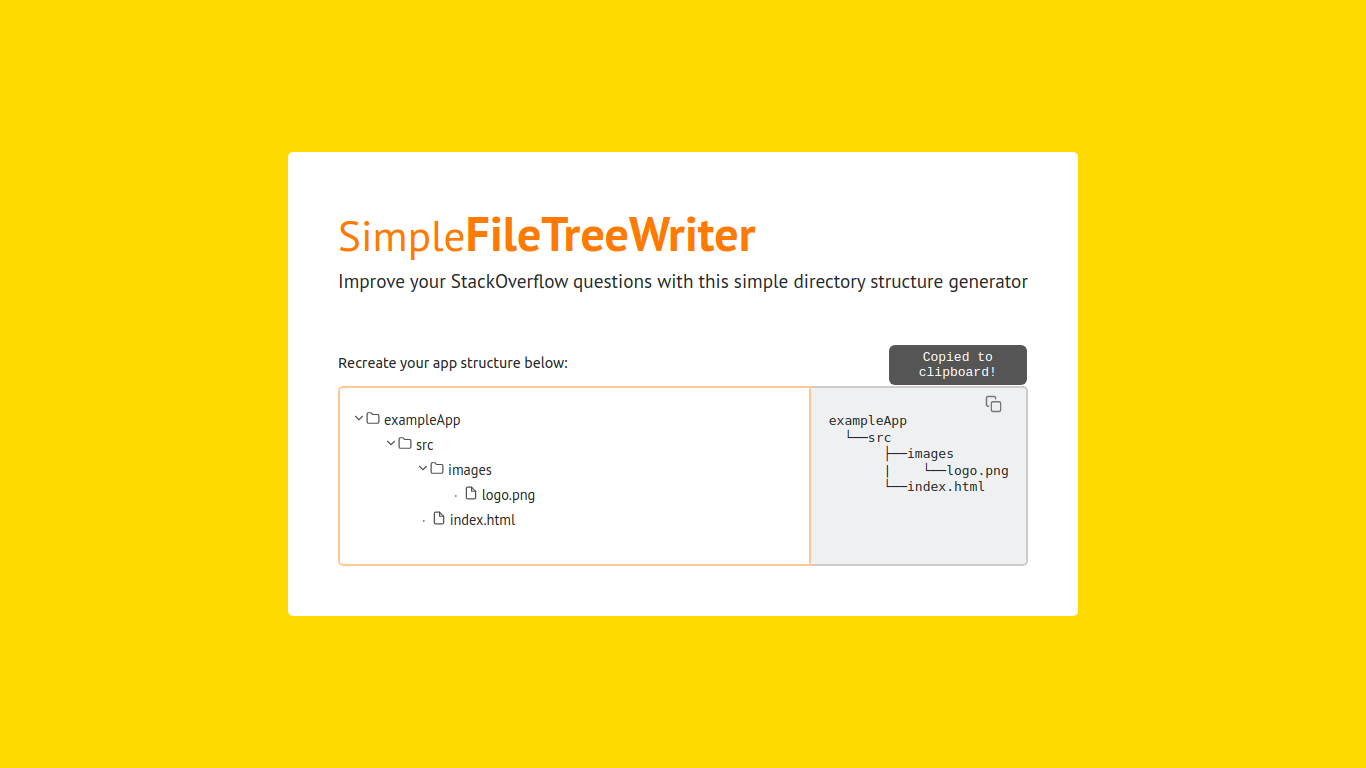 SimpleFileTreeWriter
Improve your StackOverflow questions with this simple directory structure generator
Recreate your app structure below:
Copied to
clipboard!
exampleApp
src
images
logo.png
index.html
exampleApp
└──src
├──images
|    └──logo.png
└──index.html